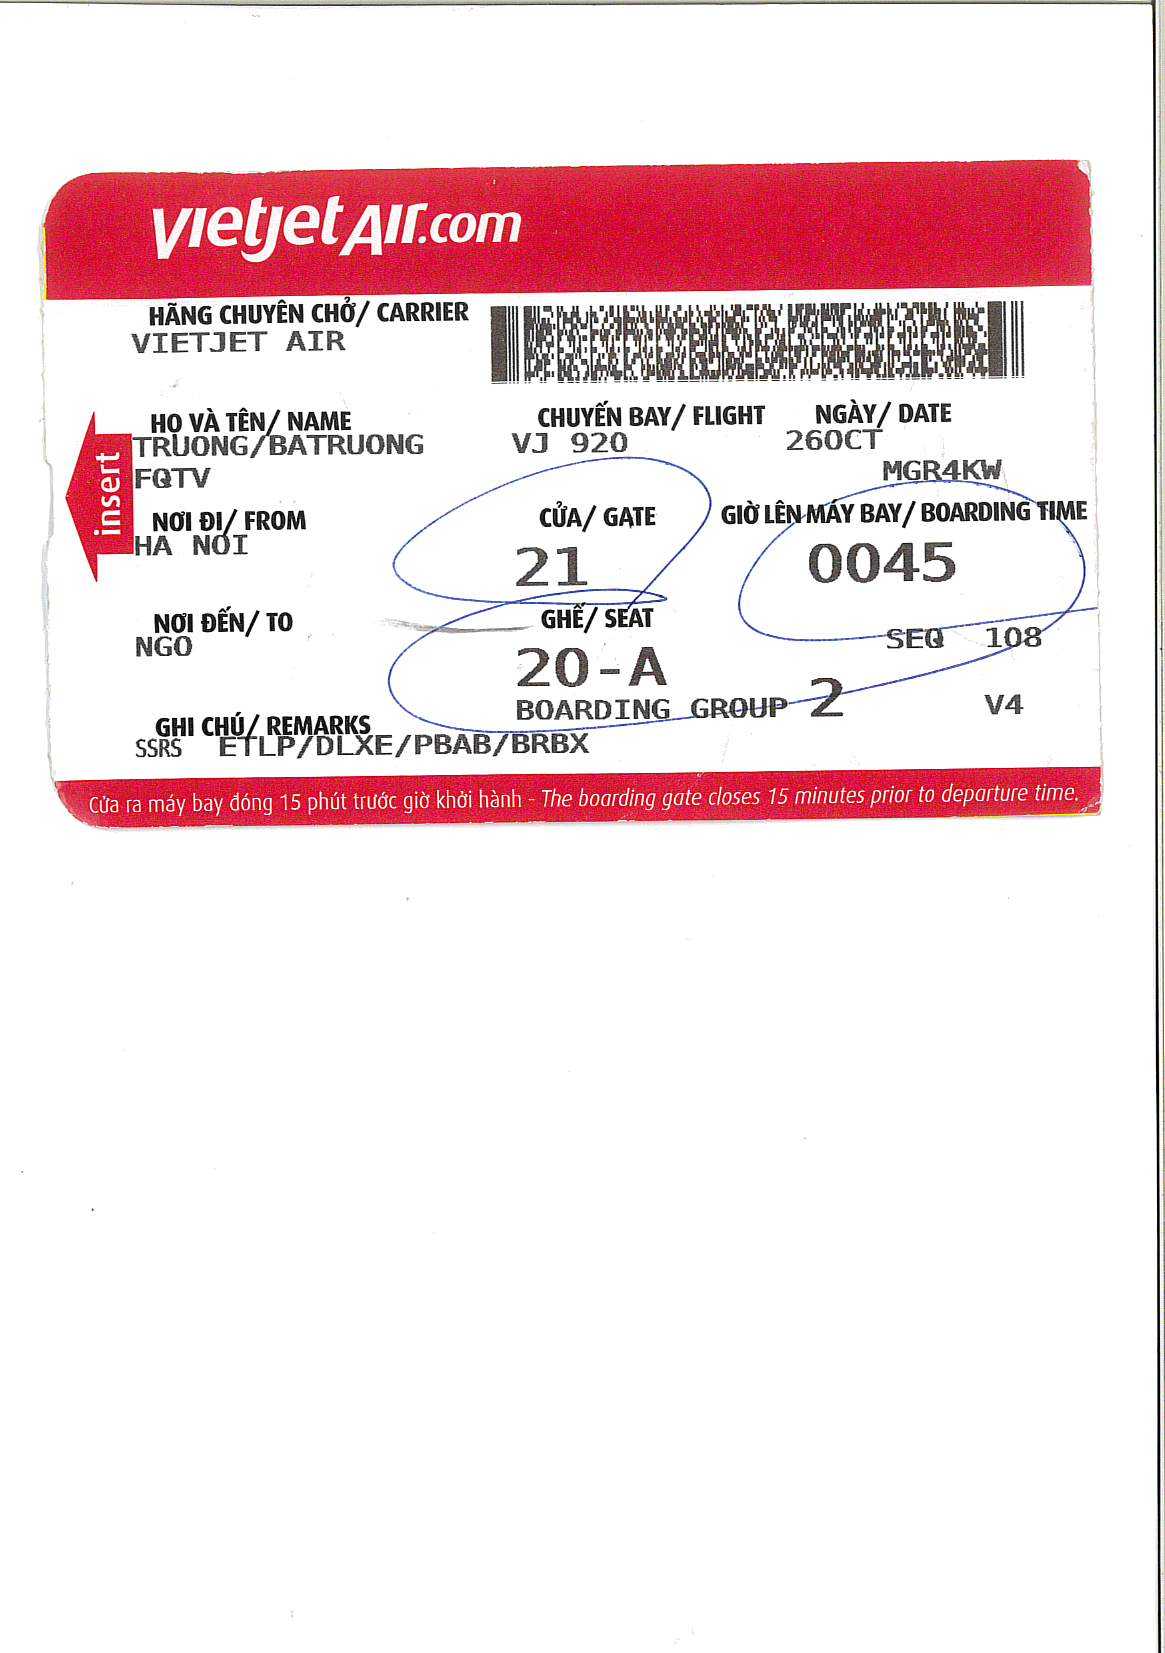 vietjetAir.com
HÃNG CHUYÊN CHỞ/ CARRIER
VIETJET AIR
HỌ VÀ TÊN/ NAME
TRUONG/BATRUONG
FQTV
CHUYẾN BAY/ FLIGHT
VJ 920
NGÀY/ DATE
26OCT
MGR4KW
insert
NƠI ĐI/ FROM
HA NOI
CỬA/ GATE
21
GIỜ LÊN MÁY BAY/ BOARDING TIME
0045
NƠI ĐẾN/ TO
NGO
GHẾ/ SEAT
20-A
SEQ 108
BOARDING GROUP 2
V4
GHI CHÚ/ REMARKS
SSRS ETLP/DLXE/PBAB/BRBX
Cửa ra máy bay đóng 15 phút trước giờ khởi hành - The boarding gate closes 15 minutes prior to departure time.